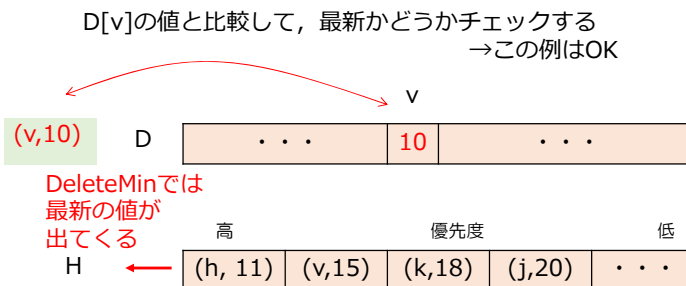 D[v]の値と比較して，最新かどうかチェックする
→この例はOK
v
(v,10) D ・・・ 10 ・・・
DeleteMinでは
最新の値が
出てくる
高 優先度 低
H (h, 11) (v,15) (k,18) (j,20) ・・・